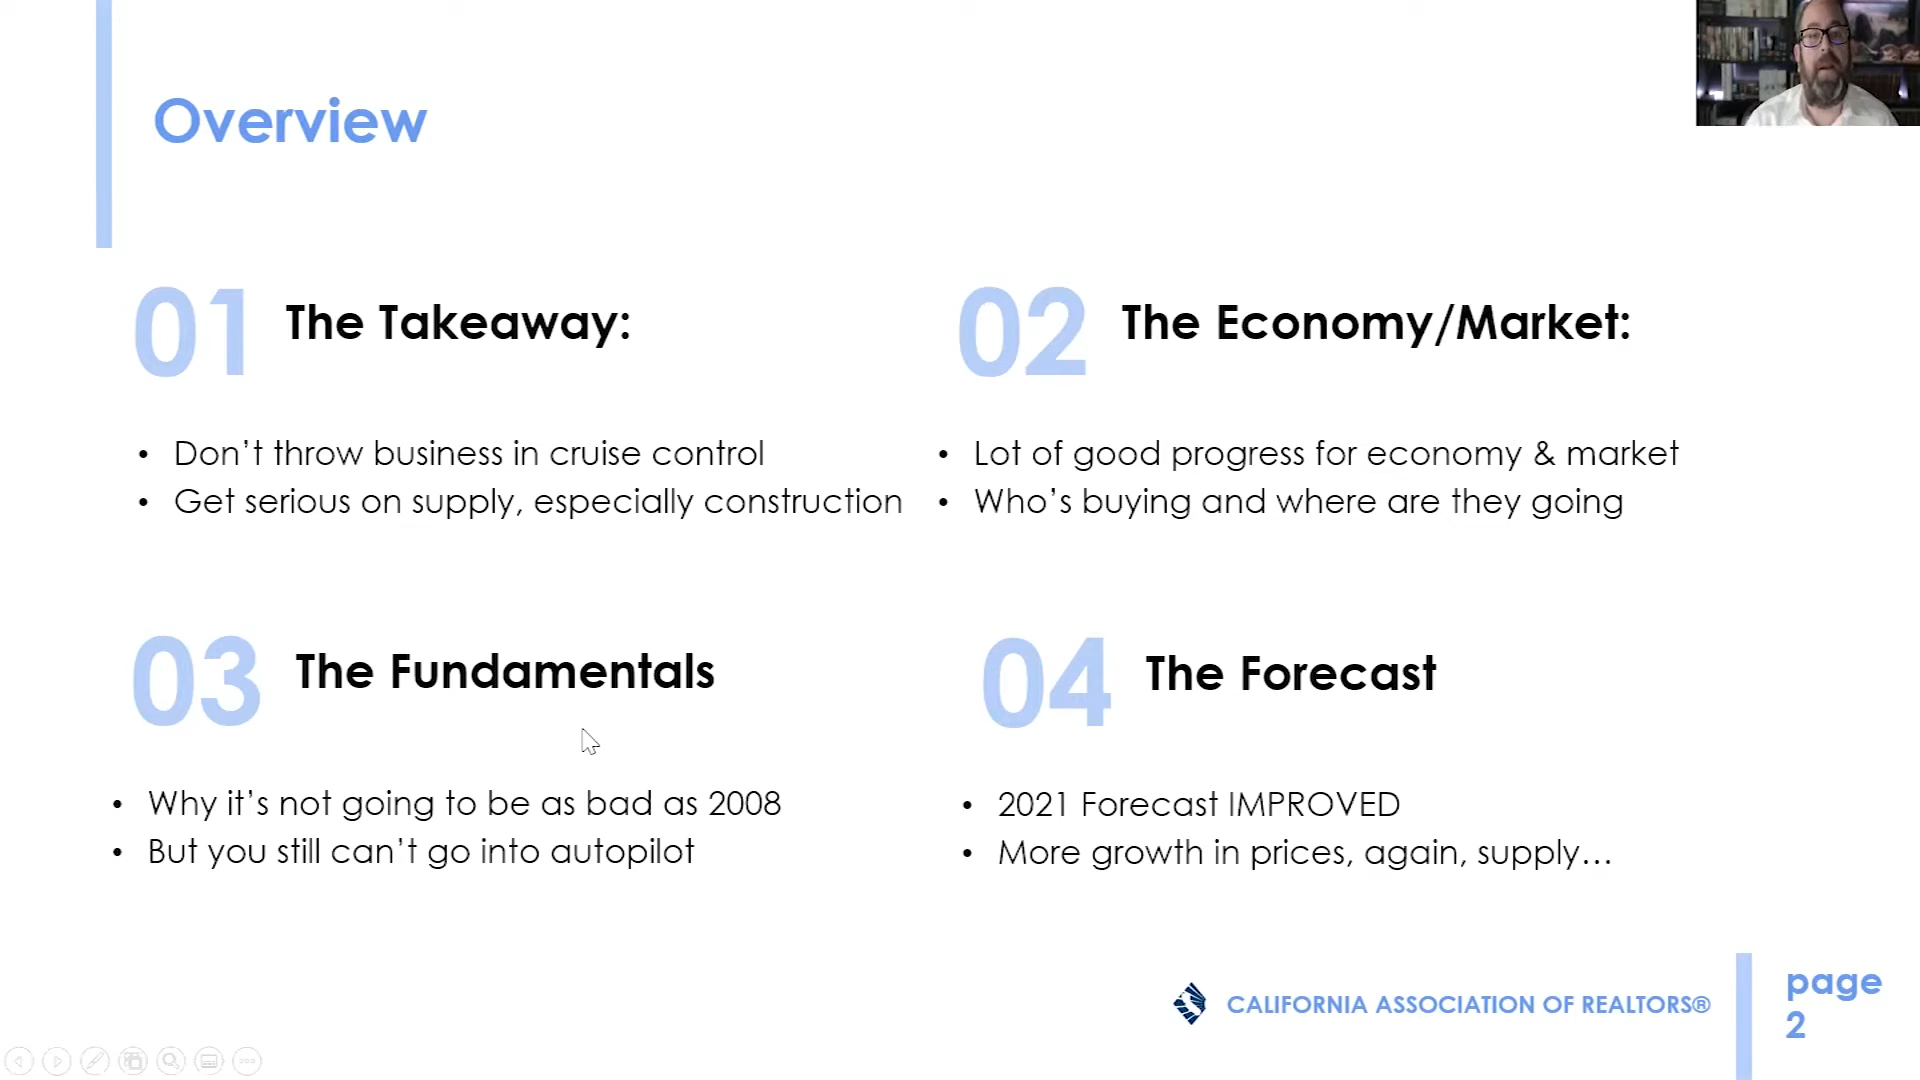 Overview
01 The Takeaway:
• Don’t throw business in cruise control
• Get serious on supply, especially construction
02 The Economy/Market:
• Lot of good progress for economy & market
• Who’s buying and where are they going
03 The Fundamentals
• Why it’s not going to be as bad as 2008
• But you still can’t go into autopilot
04 The Forecast
• 2021 Forecast IMPROVED
• More growth in prices, again, supply…
CALIFORNIA ASSOCIATION OF REALTORS®
page
2